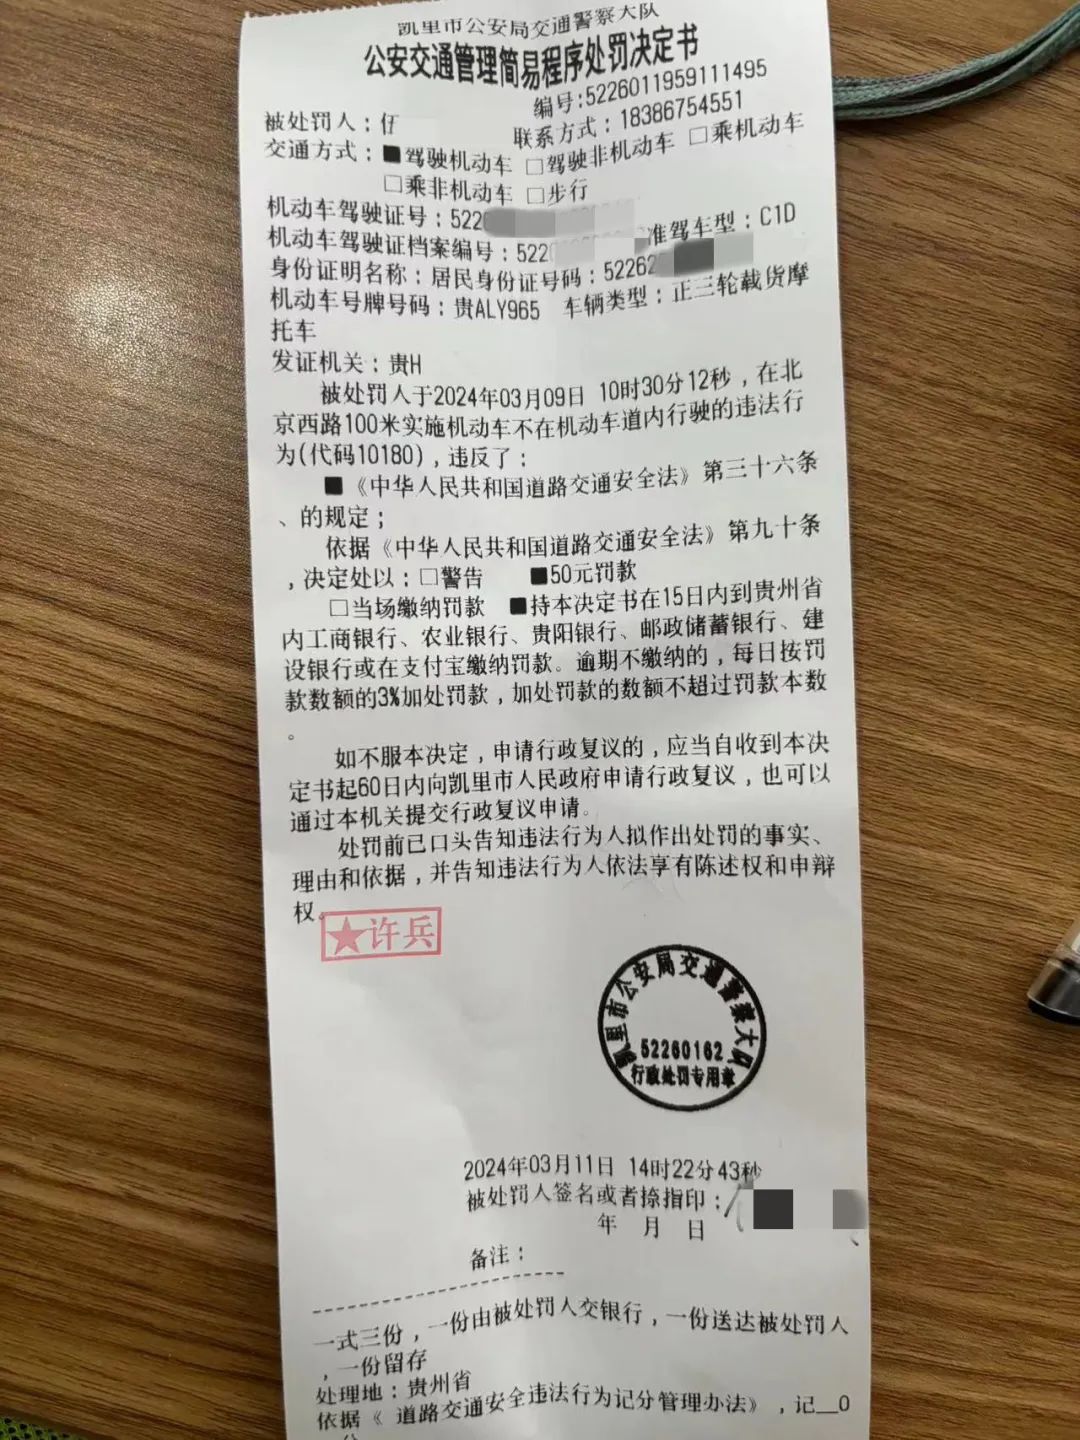 凯里市公安局交通警察大队
公安交通管理简易程序处罚决定书
编号:5226011959111495
被处罚人:伍
联系方式:18386754551
交通方式:■驾驶机动车 □驾驶非机动车 □乘机动车
□乘非机动车 □步行
机动车驾驶证号:522 准驾车型:C1D
机动车驾驶证档案编号:522
身份证明名称:居民身份证号码:52262
机动车号牌号码:贵ALY965 车辆类型:正三轮载货摩
托车
发证机关:贵H
被处罚人于2024年03月09日 10时30分12秒,在北
京西路100米实施机动车不在机动车道内行驶的违法行
为(代码10180),违反了:
■《中华人民共和国道路交通安全法》第三十六条
、的规定;
依据《中华人民共和国道路交通安全法》第九十条
,决定处以:□警告 ■50元罚款
□当场缴纳罚款 ■持本决定书在15日内到贵州省
内工商银行、农业银行、贵阳银行、邮政储蓄银行、建
设银行或在支付宝缴纳罚款。逾期不缴纳的,每日按罚
款数额的3%加处罚款,加处罚款的数额不超过罚款本数
。
如不服本决定,申请行政复议的,应当自收到本决
定书起60日内向凯里市人民政府申请行政复议,也可以
通过本机关提交行政复议申请。
处罚前已口头告知违法行为人拟作出处罚的事实、
理由和依据,并告知违法行为人依法享有陈述权和申辩
权。
★许兵
凯里市公安局交通警察大队
52260162
行政处罚专用章
2024年03月11日 14时22分43秒
被处罚人签名或者捺指印:
年 月 日
备注:
一式三份,一份由被处罚人交银行,一份送达被处罚人
,一份留存
处理地:贵州省
依据《 道路交通安全违法行为记分管理办法》,记__0